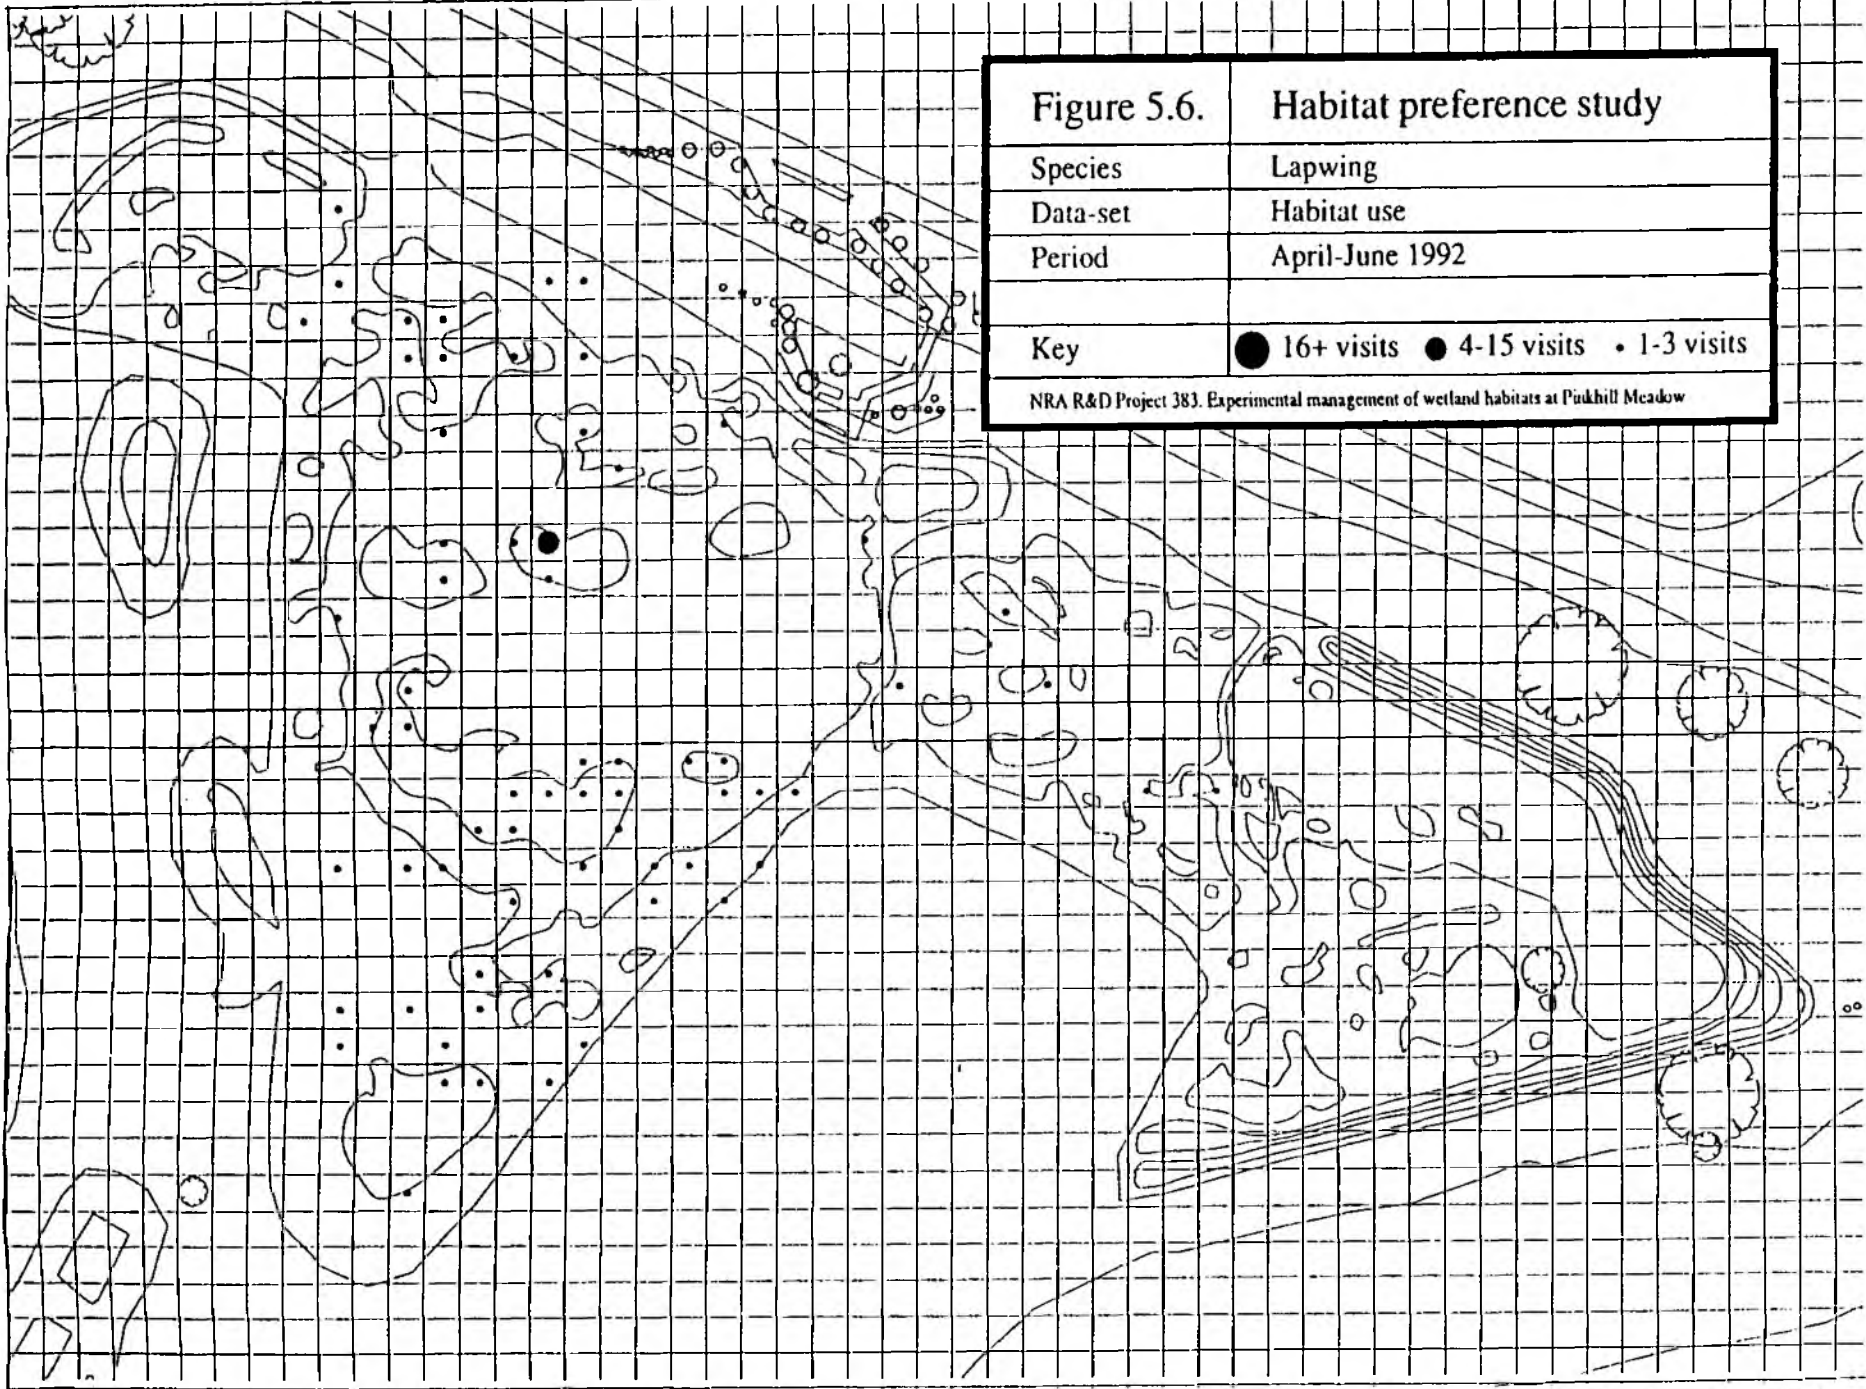 Figure 5.6. Habitat preference study
Species Lapwing
Data-set Habitat use
Period April-June 1992
Key 16+ visits 4-15 visits 1-3 visits
NRA R&D Project 383. Experimental management of wetland habitats at Pinkhill Meadow